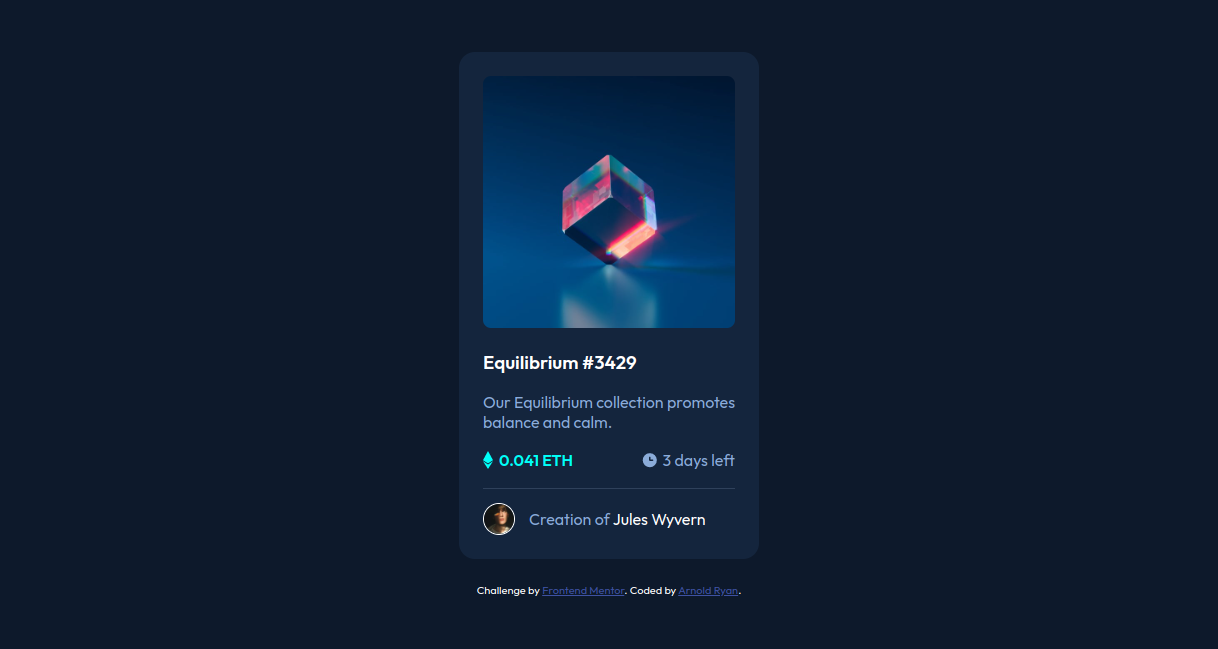 Equilibrium #3429
Our Equilibrium collection promotes
balance and calm.
0.041 ETH 3 days left
Creation of Jules Wyvern
Challenge by Frontend Mentor. Coded by Arnold Ryan.